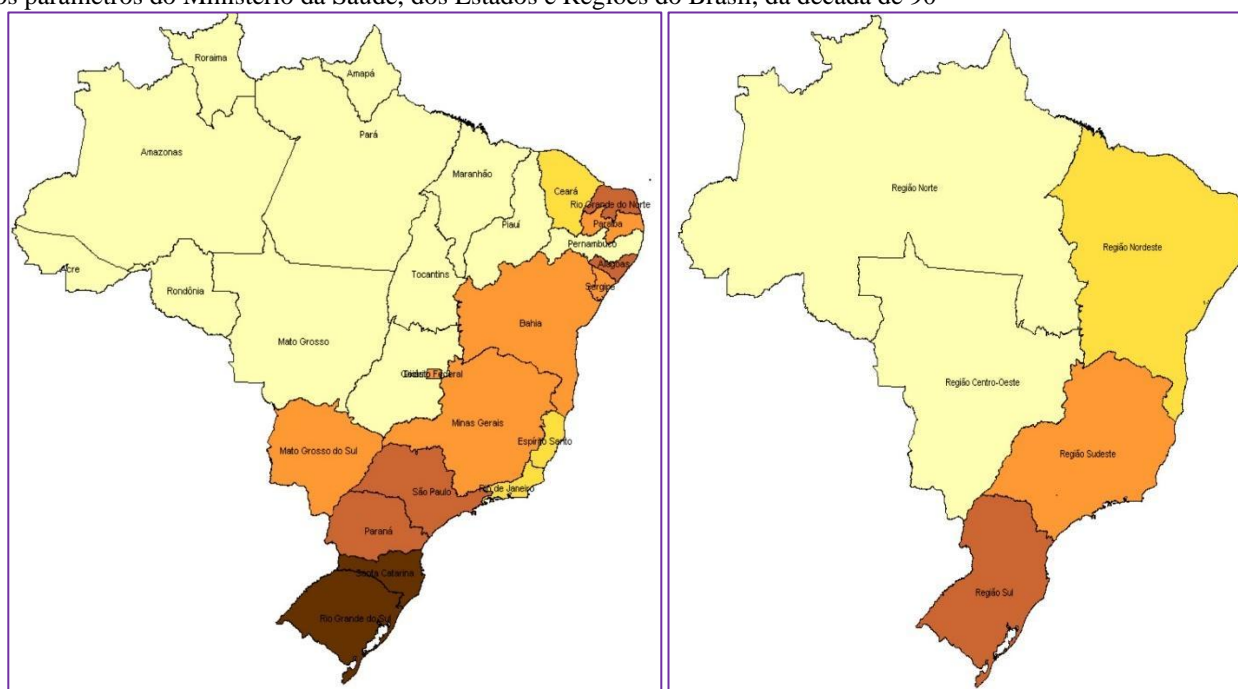 os parâmetros do Ministério da Saúde, dos Estados e Regiões do Brasil, da década de 90
Roraima
Amapá
Amazonas
Pará
Maranhão
Ceará
Rio Grande do Norte
Paraíba
Piauí
Pernambuco
Alagoas
Sergipe
Acre
Rondônia
Tocantins
Bahia
Mato Grosso
Distrito Federal
Minas Gerais
Mato Grosso do Sul
Espírito Santo
Rio de Janeiro
São Paulo
Paraná
Santa Catarina
Rio Grande do Sul
Região Norte
Região Nordeste
Região Centro-Oeste
Região Sudeste
Região Sul